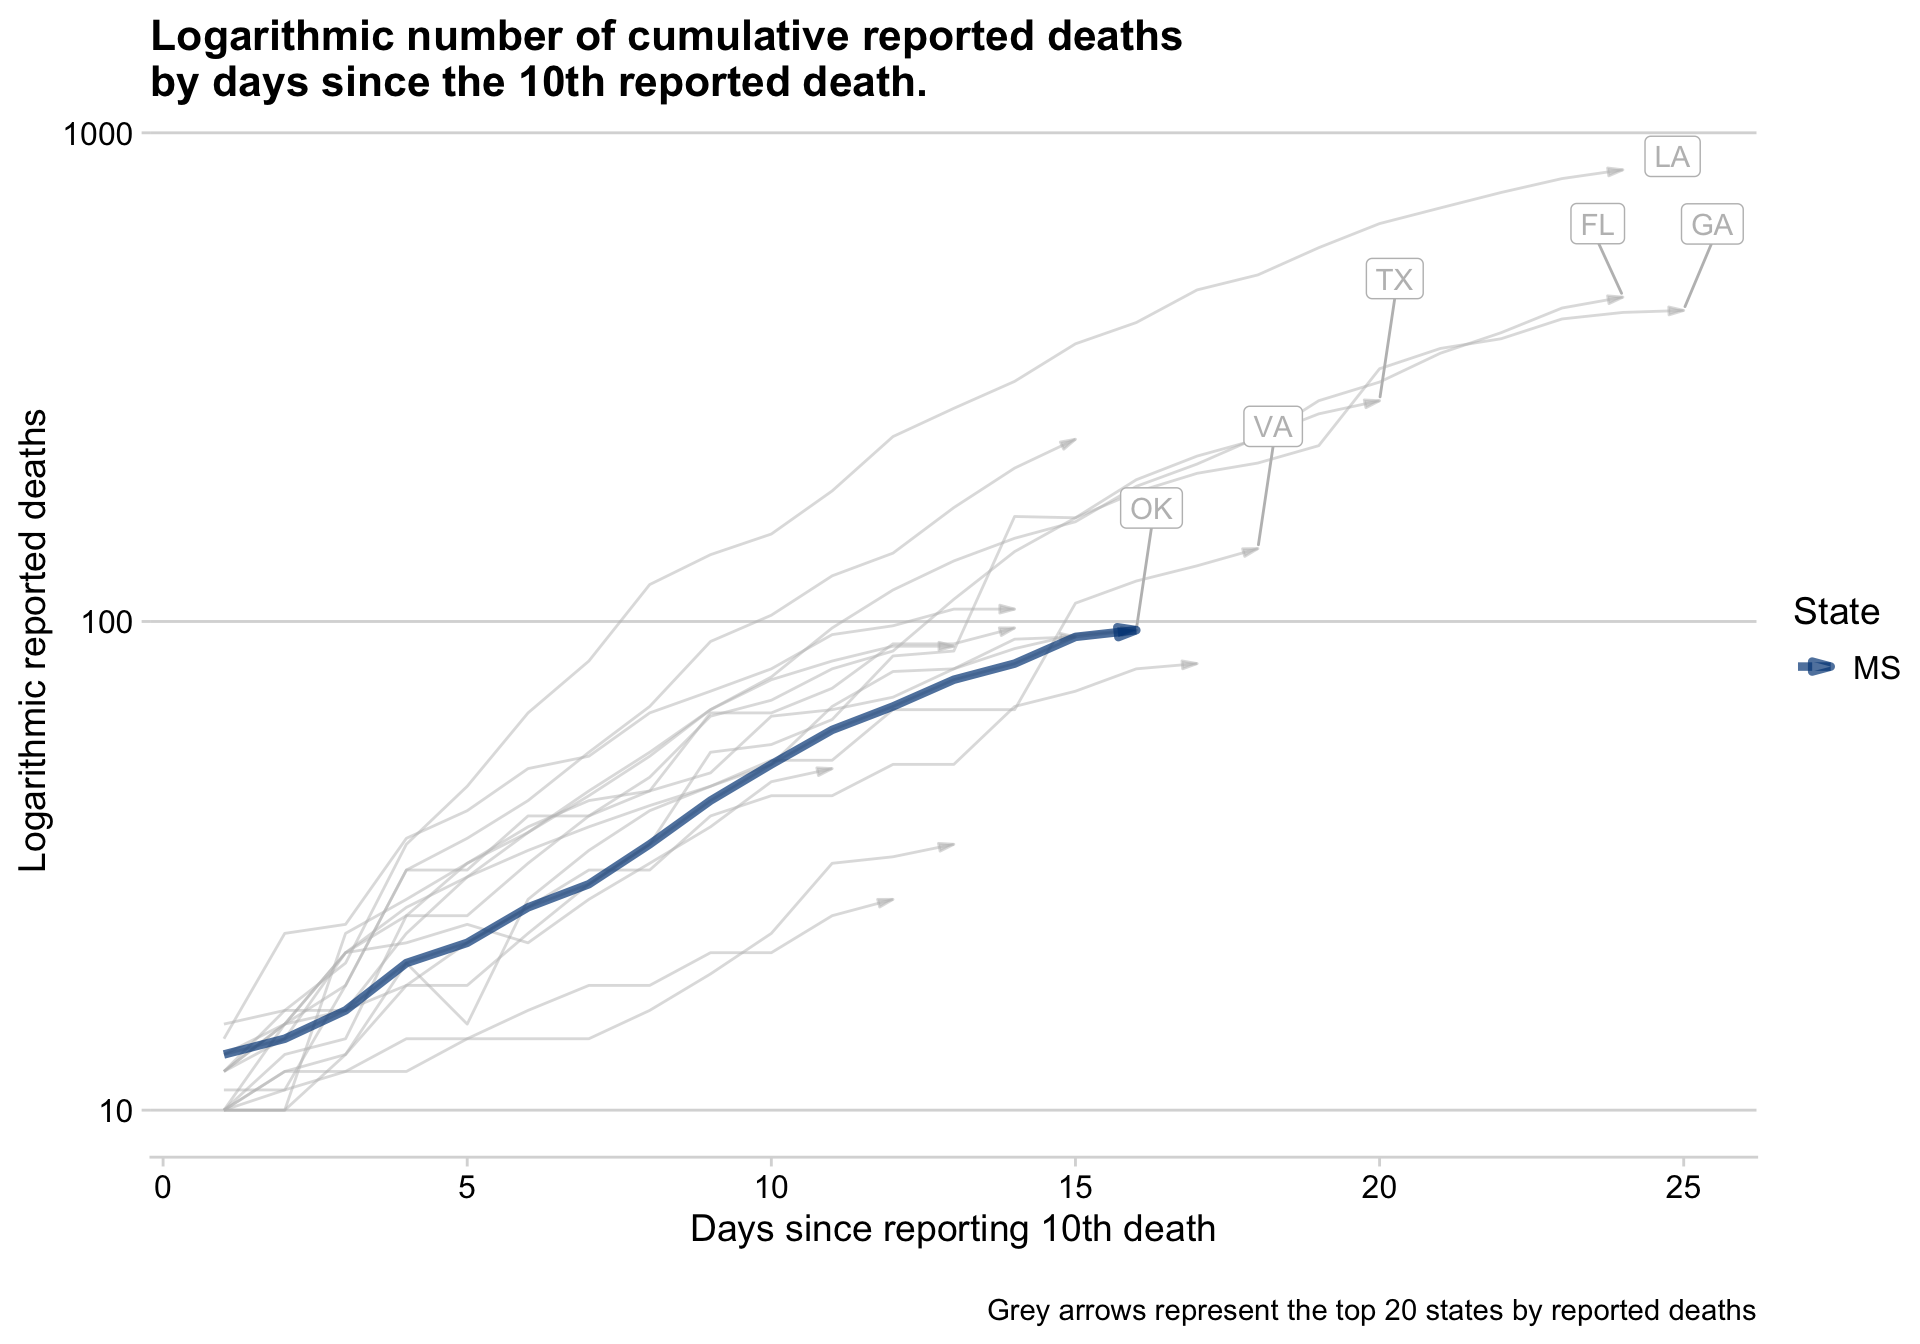 Logarithmic number of cumulative reported deaths
by days since the 10th reported death.
1000
LA
FL
GA
TX
VA
OK
100
10
Logarithmic reported deaths
State
MS
0 5 10 15 20 25
Days since reporting 10th death
Grey arrows represent the top 20 states by reported deaths